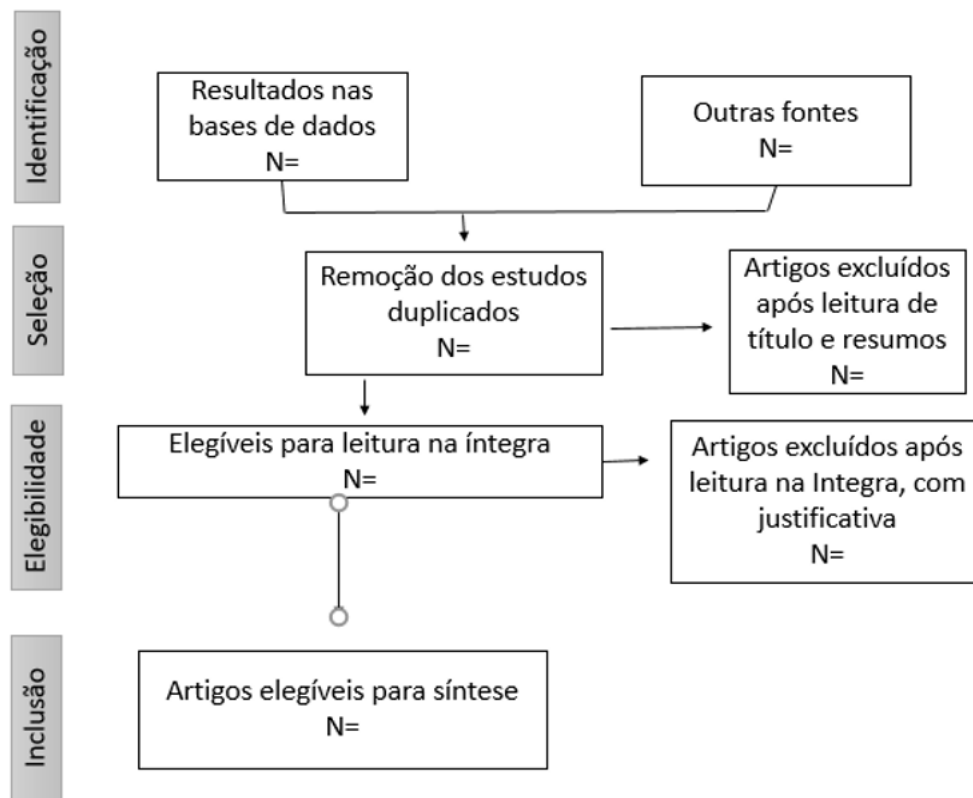 Identificação
Resultados nas
bases de dados
N=
Outras fontes
N=
Seleção
Remoção dos estudos
duplicados
N=
Artigos excluídos
após leitura de
título e resumos
N=
Elegibilidade
Elegíveis para leitura na íntegra
N=
Artigos excluídos após
leitura na Integra, com
justificativa
N=
Inclusão
Artigos elegíveis para síntese
N=